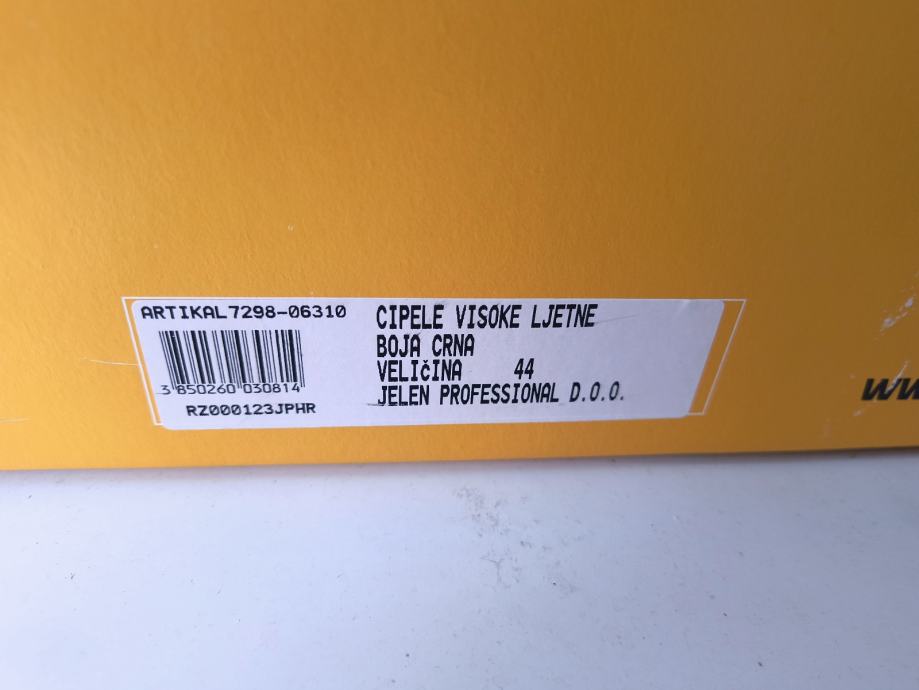 ARTIKAL7298-06310
3 850260 030814
RZ000123JPHR
CIPELE VISOKE LJETNE
BOJA CRNA
VELIčINA 44
JELEN PROFESSIONAL D.O.O.